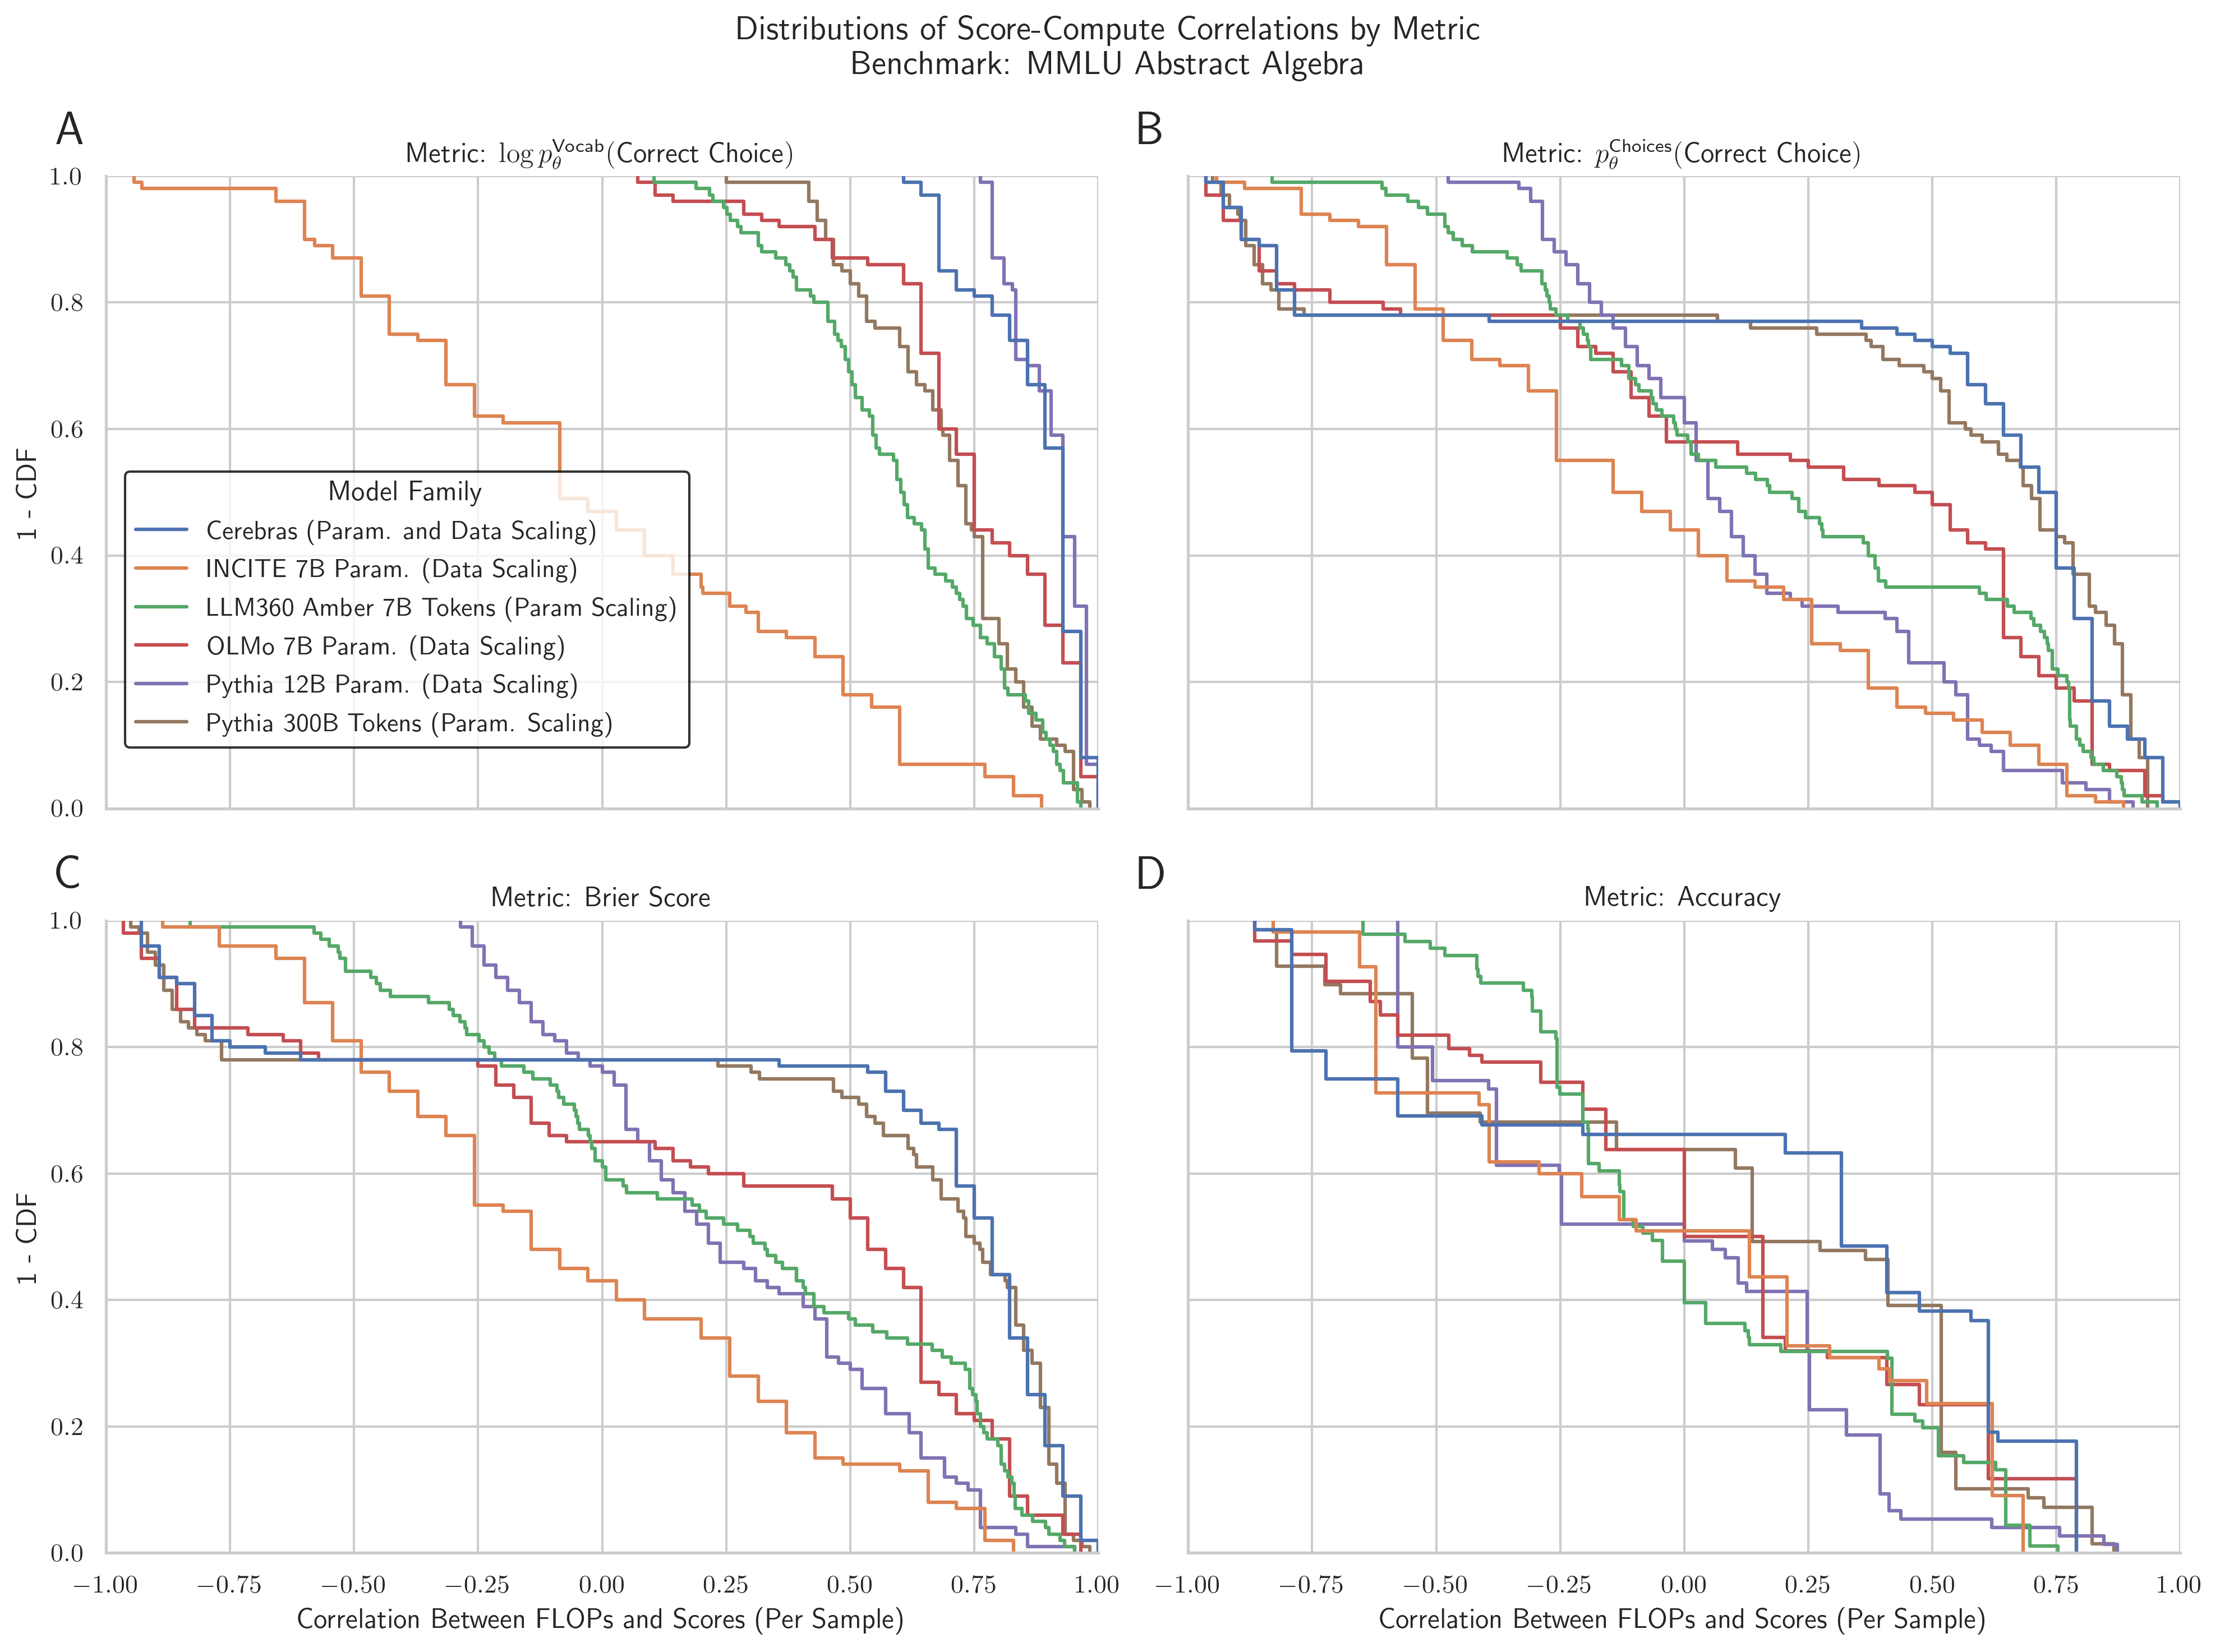 Distributions of Score-Compute Correlations by Metric
Benchmark: MMLU Abstract Algebra
A
Metric: log p_θ^Vocab(Correct Choice)
1.0
0.8
0.6
0.4
0.2
0.0
1 - CDF
Model Family
Cerebras (Param. and Data Scaling)
INCITE 7B Param. (Data Scaling)
LLM360 Amber 7B Tokens (Param Scaling)
OLMo 7B Param. (Data Scaling)
Pythia 12B Param. (Data Scaling)
Pythia 300B Tokens (Param. Scaling)
B
Metric: p_θ^Choices(Correct Choice)
C
Metric: Brier Score
1.0
0.8
0.6
0.4
0.2
0.0
1 - CDF
−1.00 −0.75 −0.50 −0.25 0.00 0.25 0.50 0.75 1.00
Correlation Between FLOPs and Scores (Per Sample)
D
Metric: Accuracy
−1.00 −0.75 −0.50 −0.25 0.00 0.25 0.50 0.75 1.00
Correlation Between FLOPs and Scores (Per Sample)